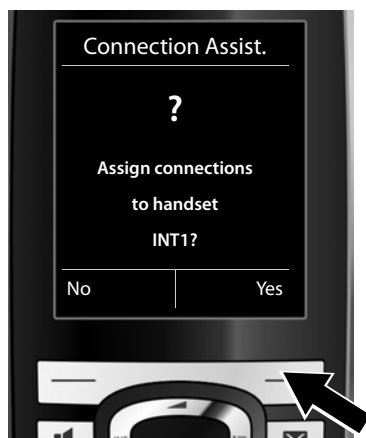 Connection Assist.
?
Assign connections
to handset
INT1?
No Yes